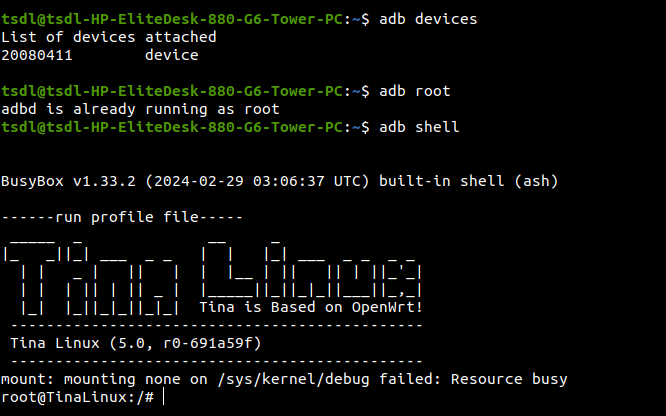 tsdl@tsdl-HP-EliteDesk-880-G6-Tower-PC:~$ adb devices
List of devices attached
20080411        device
tsdl@tsdl-HP-EliteDesk-880-G6-Tower-PC:~$ adb root
adbd is already running as root
tsdl@tsdl-HP-EliteDesk-880-G6-Tower-PC:~$ adb shell
BusyBox v1.33.2 (2024-02-29 03:06:37 UTC) built-in shell (ash)
------run profile file-----
Tina Linux
Tina is Based on OpenWrt!
----------------------------------------------
Tina Linux (5.0, r0-691a59f)
----------------------------------------------
mount: mounting none on /sys/kernel/debug failed: Resource busy
root@TinaLinux:/#